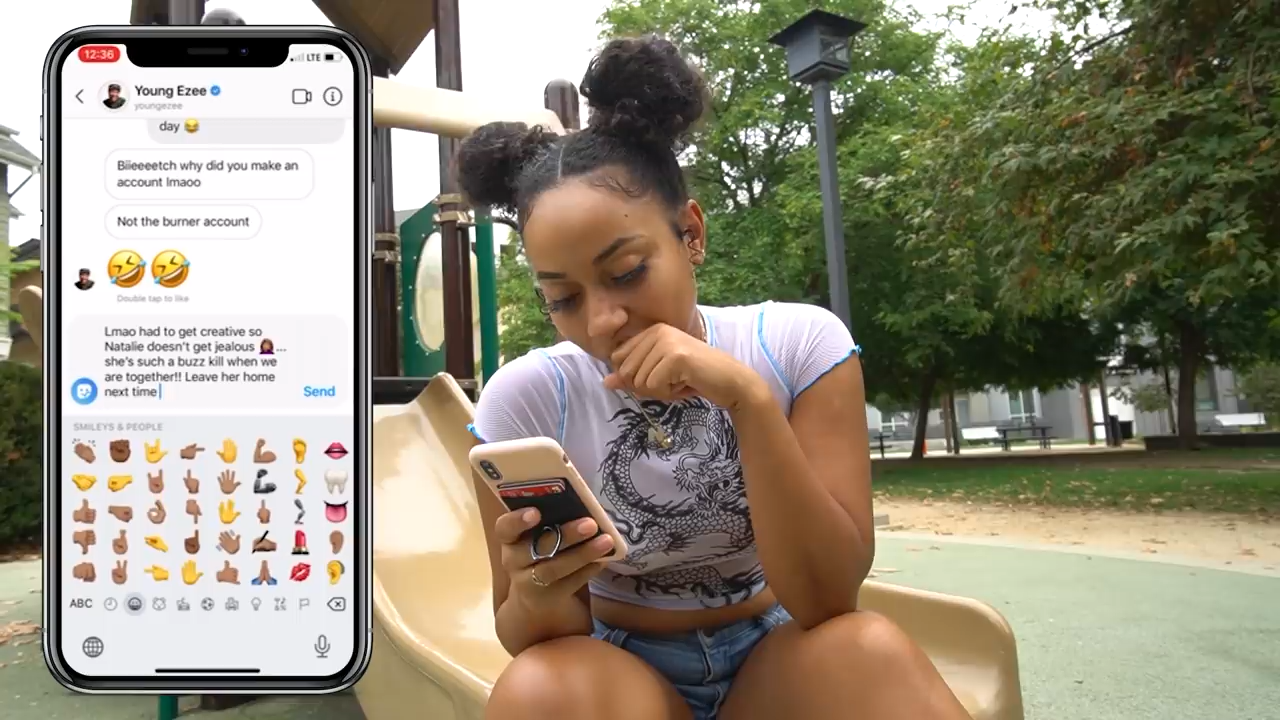 12:36
LTE
Young Ezee
youngezee
day 😂
Biieeeetch why did you make an
account lmaoo
Not the burner account
🤣🤣
Double tap to like
Lmao had to get creative so
Natalie doesn't get jealous 🤦🏾‍♀️...
she's such a buzz kill when we
are together!! Leave her home
next time
Send
SMILEYS & PEOPLE
ABC